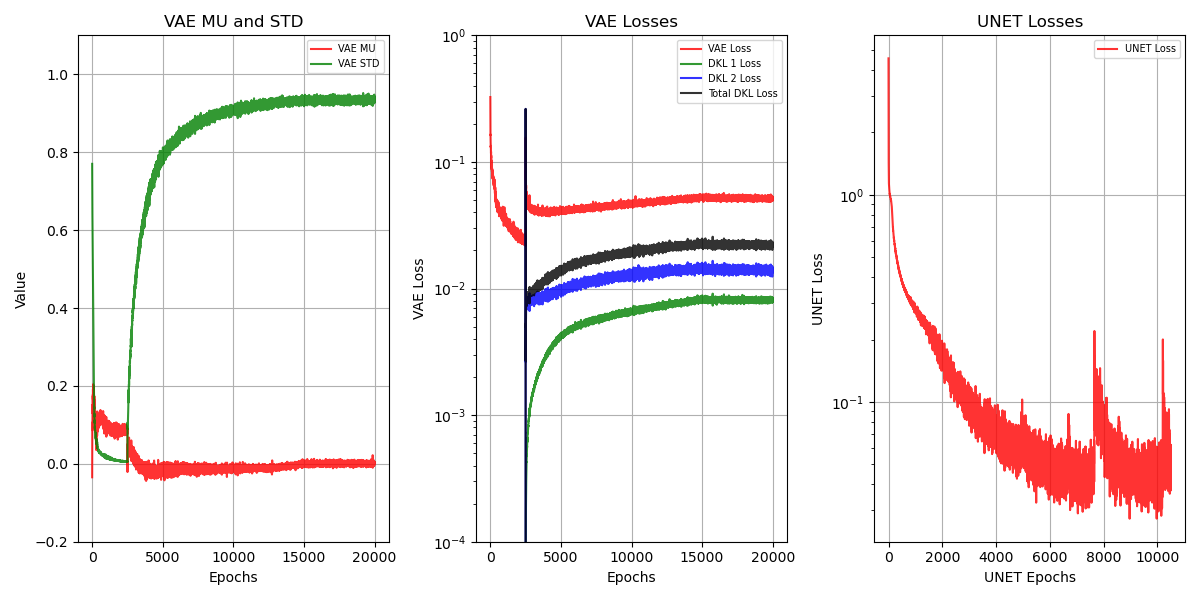 VAE MU and STD
VAE MU
VAE STD
1.0
0.8
0.6
0.4
0.2
0.0
−0.2
Value
0
5000
10000
15000
20000
Epochs
VAE Losses
VAE Loss
DKL 1 Loss
DKL 2 Loss
Total DKL Loss
10⁰
10⁻¹
10⁻²
10⁻³
10⁻⁴
VAE Loss
0
5000
10000
15000
20000
Epochs
UNET Losses
UNET Loss
10⁰
10⁻¹
UNET Loss
0
2000
4000
6000
8000
10000
UNET Epochs